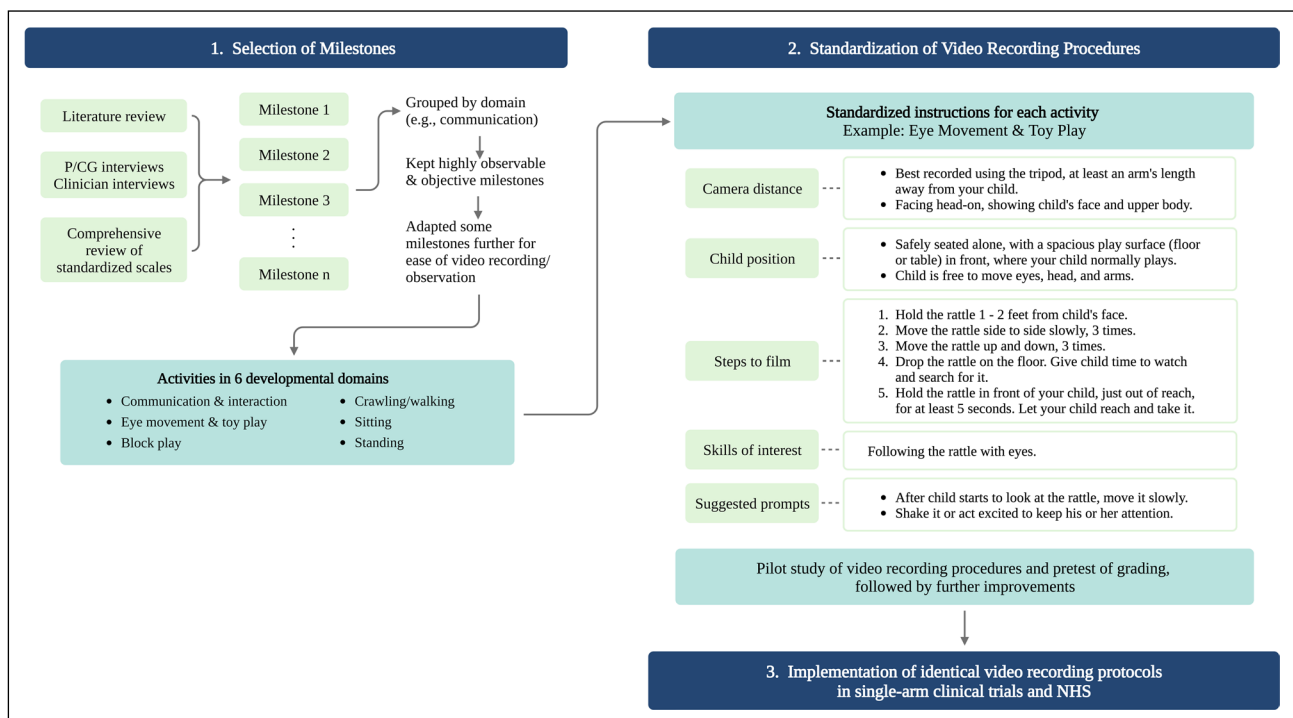 1. Selection of Milestones
Literature review
P/CG interviews
Clinician interviews
Comprehensive
review of
standardized scales
Milestone 1
Milestone 2
Milestone 3
Milestone n
Grouped by domain
(e.g., communication)
Kept highly observable
& objective milestones
Adapted some
milestones further for
ease of video recording/
observation
Activities in 6 developmental domains
• Communication & interaction
• Eye movement & toy play
• Block play
• Crawling/walking
• Sitting
• Standing
2. Standardization of Video Recording Procedures
Standardized instructions for each activity
Example: Eye Movement & Toy Play
Camera distance
• Best recorded using the tripod, at least an arm's length
away from your child.
• Facing head-on, showing child's face and upper body.
Child position
• Safely seated alone, with a spacious play surface (floor
or table) in front, where your child normally plays.
• Child is free to move eyes, head, and arms.
Steps to film
1. Hold the rattle 1 - 2 feet from child's face.
2. Move the rattle side to side slowly, 3 times.
3. Move the rattle up and down, 3 times.
4. Drop the rattle on the floor. Give child time to watch
and search for it.
5. Hold the rattle in front of your child, just out of reach,
for at least 5 seconds. Let your child reach and take it.
Skills of interest
Following the rattle with eyes.
Suggested prompts
• After child starts to look at the rattle, move it slowly.
• Shake it or act excited to keep his or her attention.
Pilot study of video recording procedures and pretest of grading,
followed by further improvements
3. Implementation of identical video recording protocols
in single-arm clinical trials and NHS